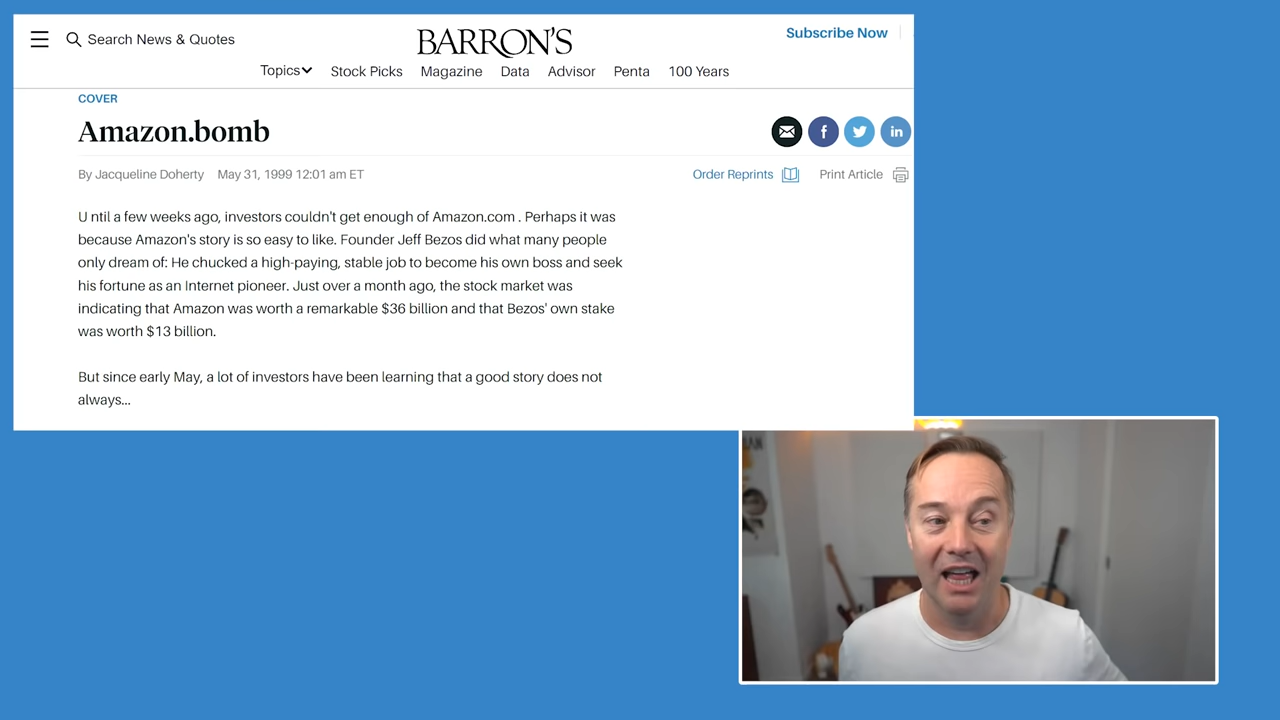 Search News & Quotes
BARRON'S
Subscribe Now
Topics
Stock Picks
Magazine
Data
Advisor
Penta
100 Years
COVER
Amazon.bomb
By Jacqueline Doherty May 31, 1999 12:01 am ET
Order Reprints
Print Article
U ntil a few weeks ago, investors couldn't get enough of Amazon.com . Perhaps it was
because Amazon's story is so easy to like. Founder Jeff Bezos did what many people
only dream of: He chucked a high-paying, stable job to become his own boss and seek
his fortune as an Internet pioneer. Just over a month ago, the stock market was
indicating that Amazon was worth a remarkable $36 billion and that Bezos' own stake
was worth $13 billion.
But since early May, a lot of investors have been learning that a good story does not
always...